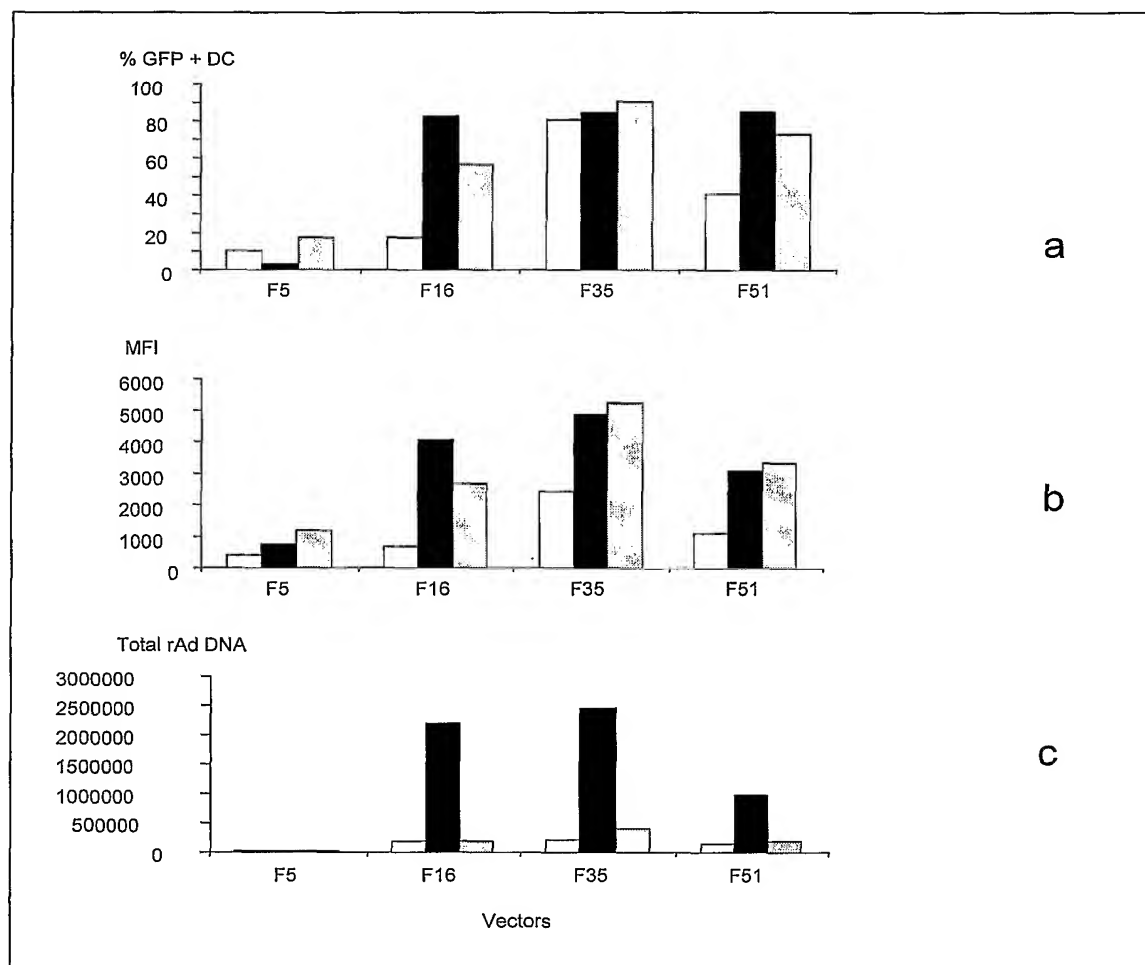 % GFP + DC
100
80
60
40
20
0
F5 F16 F35 F51
a
MFI
6000
5000
4000
3000
2000
1000
0
F5 F16 F35 F51
b
Total rAd DNA
3000000
2500000
2000000
1500000
1000000
500000
0
F5 F16 F35 F51
c
Vectors